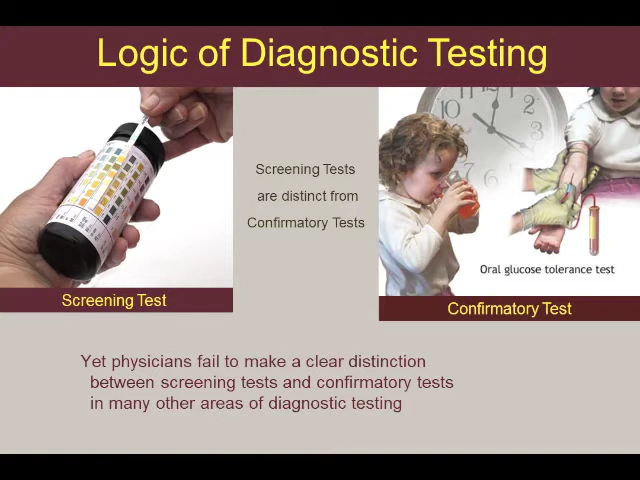 Logic of Diagnostic Testing
Screening Tests
are distinct from
Confirmatory Tests
Oral glucose tolerance test
Screening Test
Confirmatory Test
Yet physicians fail to make a clear distinction
between screening tests and confirmatory tests
in many other areas of diagnostic testing